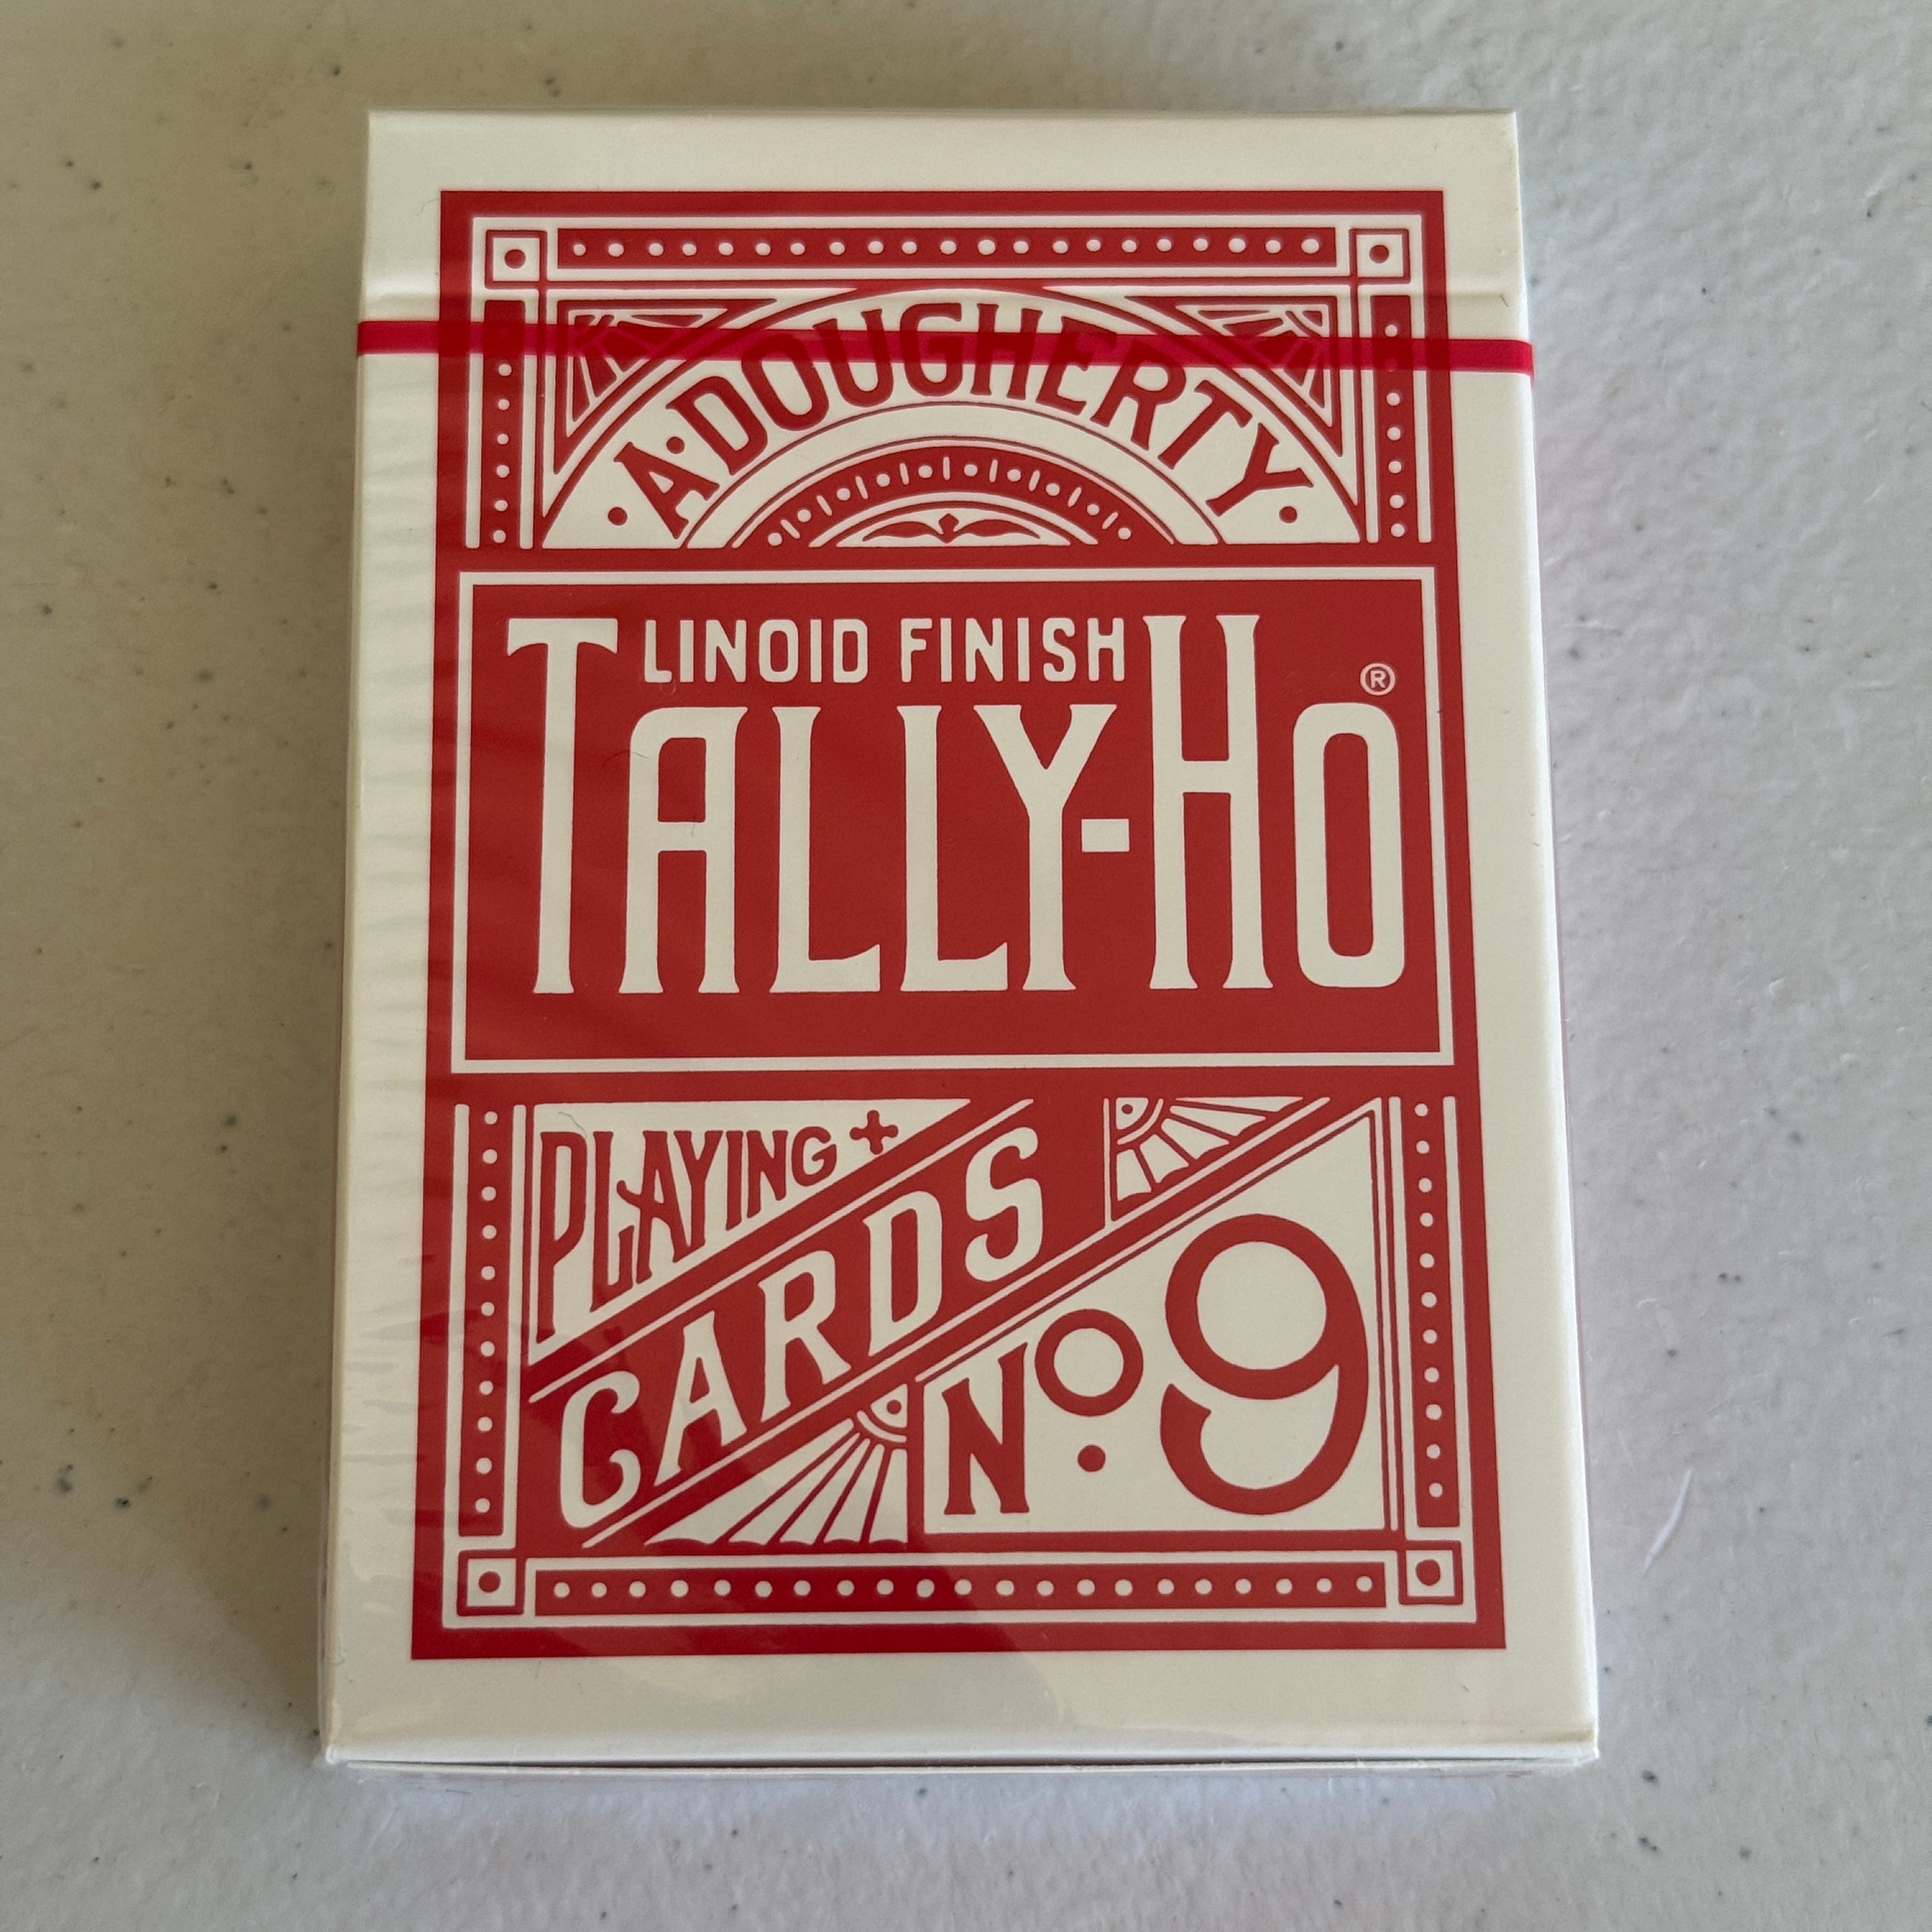 A. DOUGHERTY
LINOID FINISH
TALLY-HO®
PLAYING
CARDS
No. 9